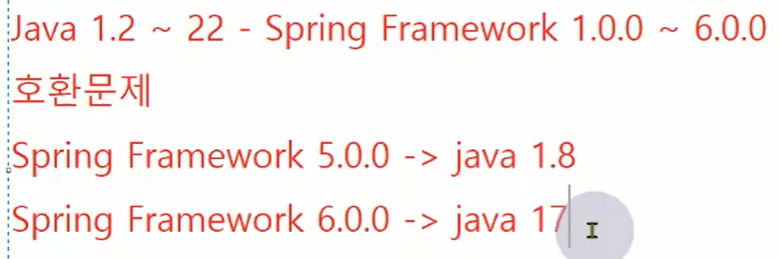 Java 1.2 ~ 22 - Spring Framework 1.0.0 ~ 6.0.0
호환문제
Spring Framework 5.0.0 -> java 1.8
Spring Framework 6.0.0 -> java 17